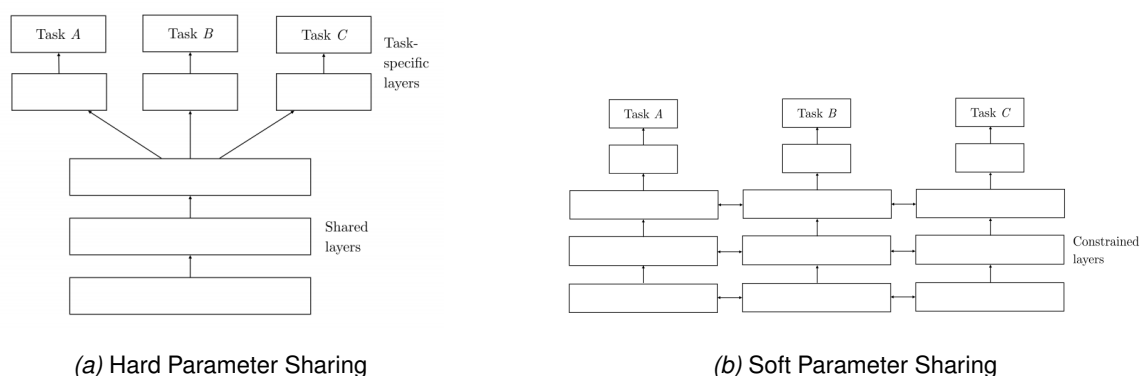 Task A
Task B
Task C
Task-
specific
layers
Shared
layers
(a) Hard Parameter Sharing
Task A
Task B
Task C
Constrained
layers
(b) Soft Parameter Sharing